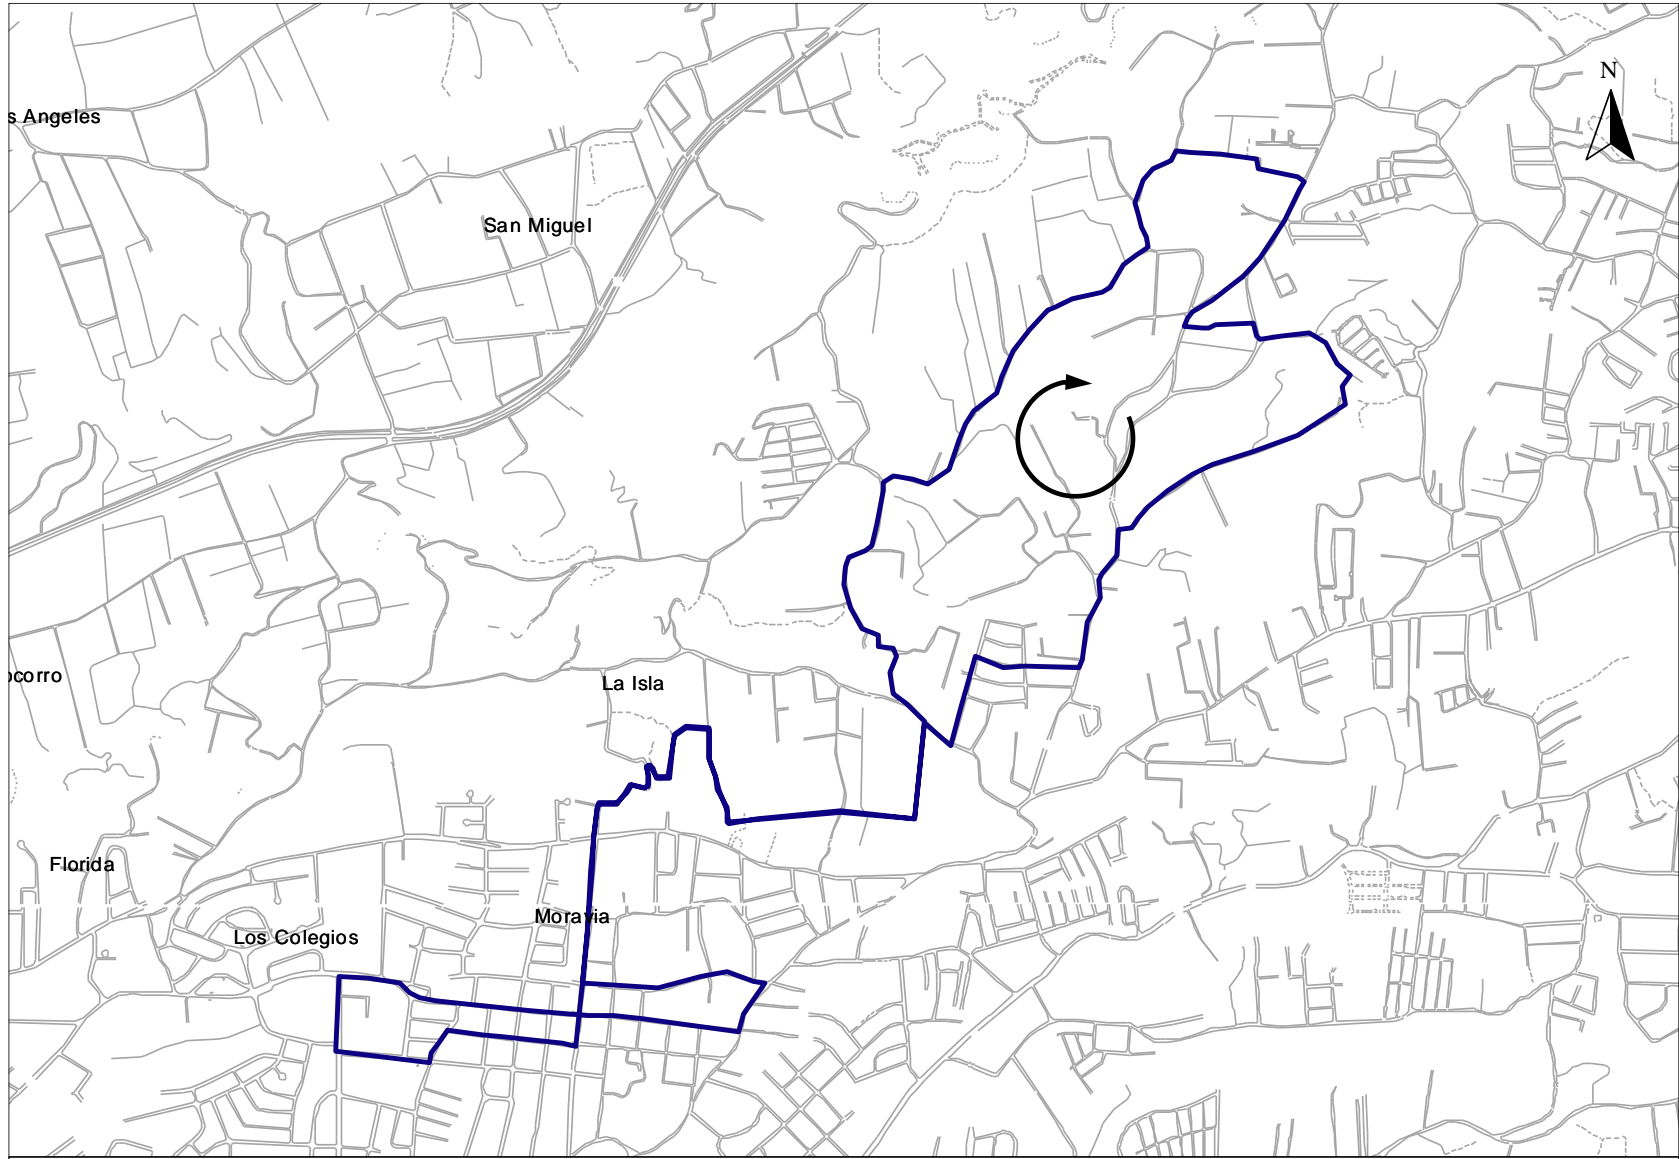 N
s Angeles
San Miguel
ocorro
La Isla
Florida
Moravia
Los Colegios